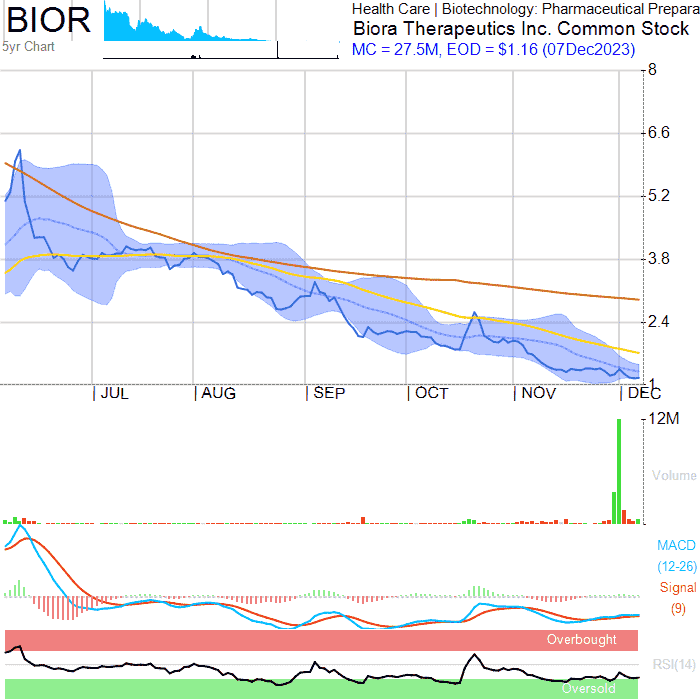 BIOR
5yr Chart
Health Care | Biotechnology: Pharmaceutical Prepara
Biora Therapeutics Inc. Common Stock
MC = 27.5M, EOD = $1.16 (07Dec2023)
8
6.6
5.2
3.8
2.4
1
JUL AUG SEP OCT NOV DEC
12M
Volume
MACD
(12-26)
Signal
(9)
Overbought
RSI(14)
Oversold